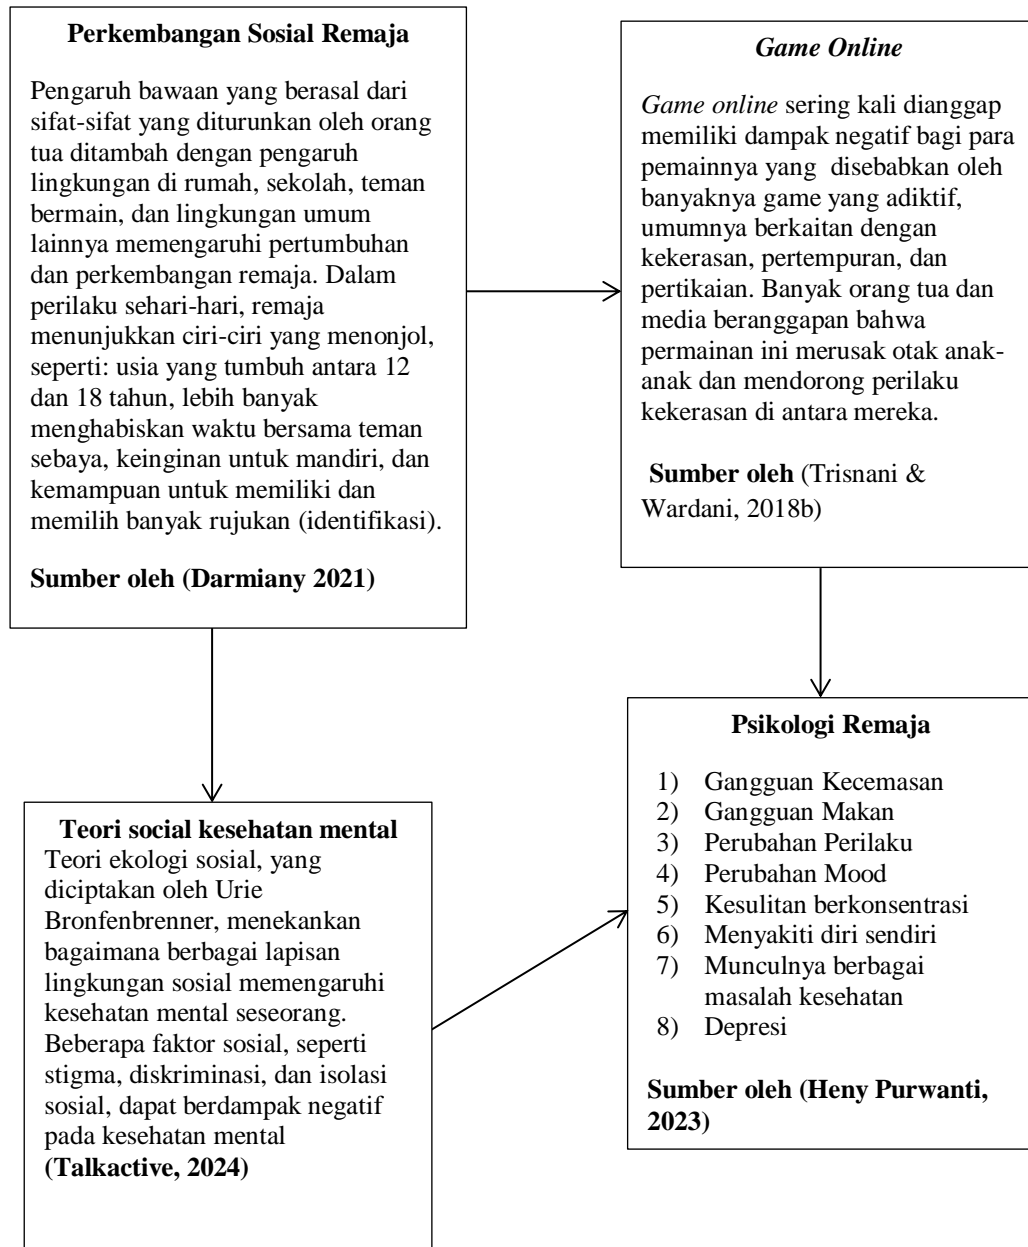 Perkembangan Sosial Remaja
Pengaruh bawaan yang berasal dari
sifat-sifat yang diturunkan oleh orang
tua ditambah dengan pengaruh
lingkungan di rumah, sekolah, teman
bermain, dan lingkungan umum
lainnya memengaruhi pertumbuhan
dan perkembangan remaja. Dalam
perilaku sehari-hari, remaja
menunjukkan ciri-ciri yang menonjol,
seperti: usia yang tumbuh antara 12
dan 18 tahun, lebih banyak
menghabiskan waktu bersama teman
sebaya, keinginan untuk mandiri, dan
kemampuan untuk memiliki dan
memilih banyak rujukan (identifikasi).
Sumber oleh (Darmiany 2021)
Game Online
Game online sering kali dianggap
memiliki dampak negatif bagi para
pemainnya yang  disebabkan oleh
banyaknya game yang adiktif,
umumnya berkaitan dengan
kekerasan, pertempuran, dan
pertikaian. Banyak orang tua dan
media beranggapan bahwa
permainan ini merusak otak anak-
anak dan mendorong perilaku
kekerasan di antara mereka.
Sumber oleh (Trisnani &
Wardani, 2018b)
Teori social kesehatan mental
Teori ekologi sosial, yang
diciptakan oleh Urie
Bronfenbrenner, menekankan
bagaimana berbagai lapisan
lingkungan sosial memengaruhi
kesehatan mental seseorang.
Beberapa faktor sosial, seperti
stigma, diskriminasi, dan isolasi
sosial, dapat berdampak negatif
pada kesehatan mental
(Talkactive, 2024)
Psikologi Remaja
1) Gangguan Kecemasan
2) Gangguan Makan
3) Perubahan Perilaku
4) Perubahan Mood
5) Kesulitan berkonsentrasi
6) Menyakiti diri sendiri
7) Munculnya berbagai
masalah kesehatan
8) Depresi
Sumber oleh (Heny Purwanti,
2023)